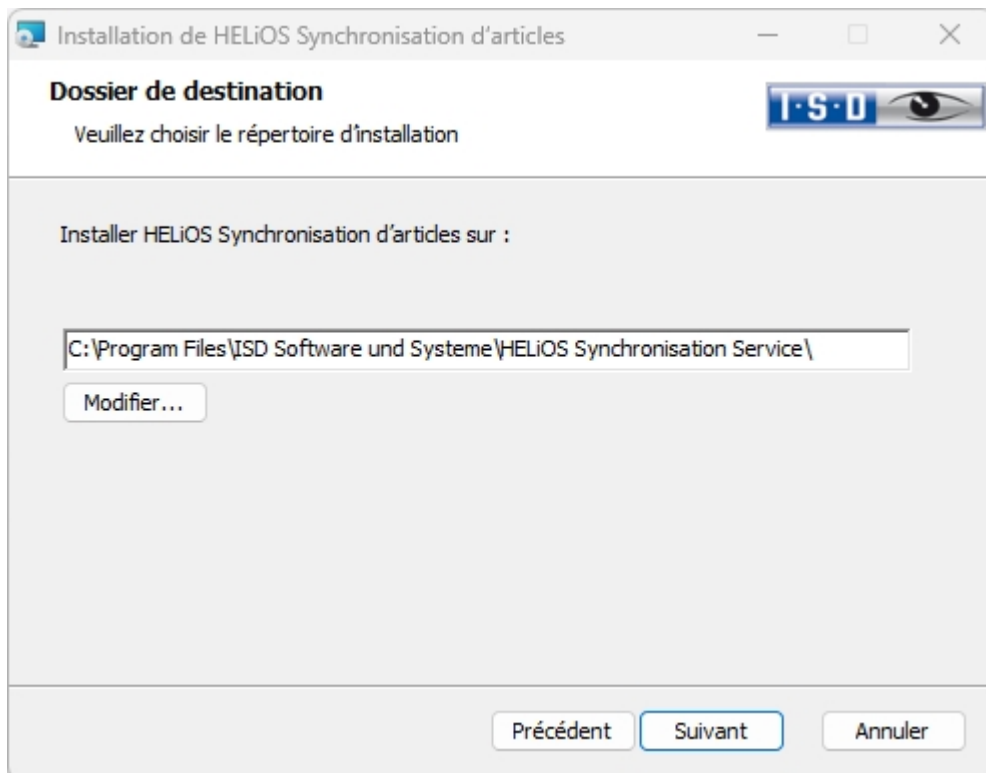 Installation de HELiOS Synchronisation d'articles
Dossier de destination
Veuillez choisir le répertoire d'installation
I·S·D
Installer HELiOS Synchronisation d'articles sur :
C:\Program Files\ISD Software und Systeme\HELiOS Synchronisation Service\
Modifier...
Précédent Suivant Annuler